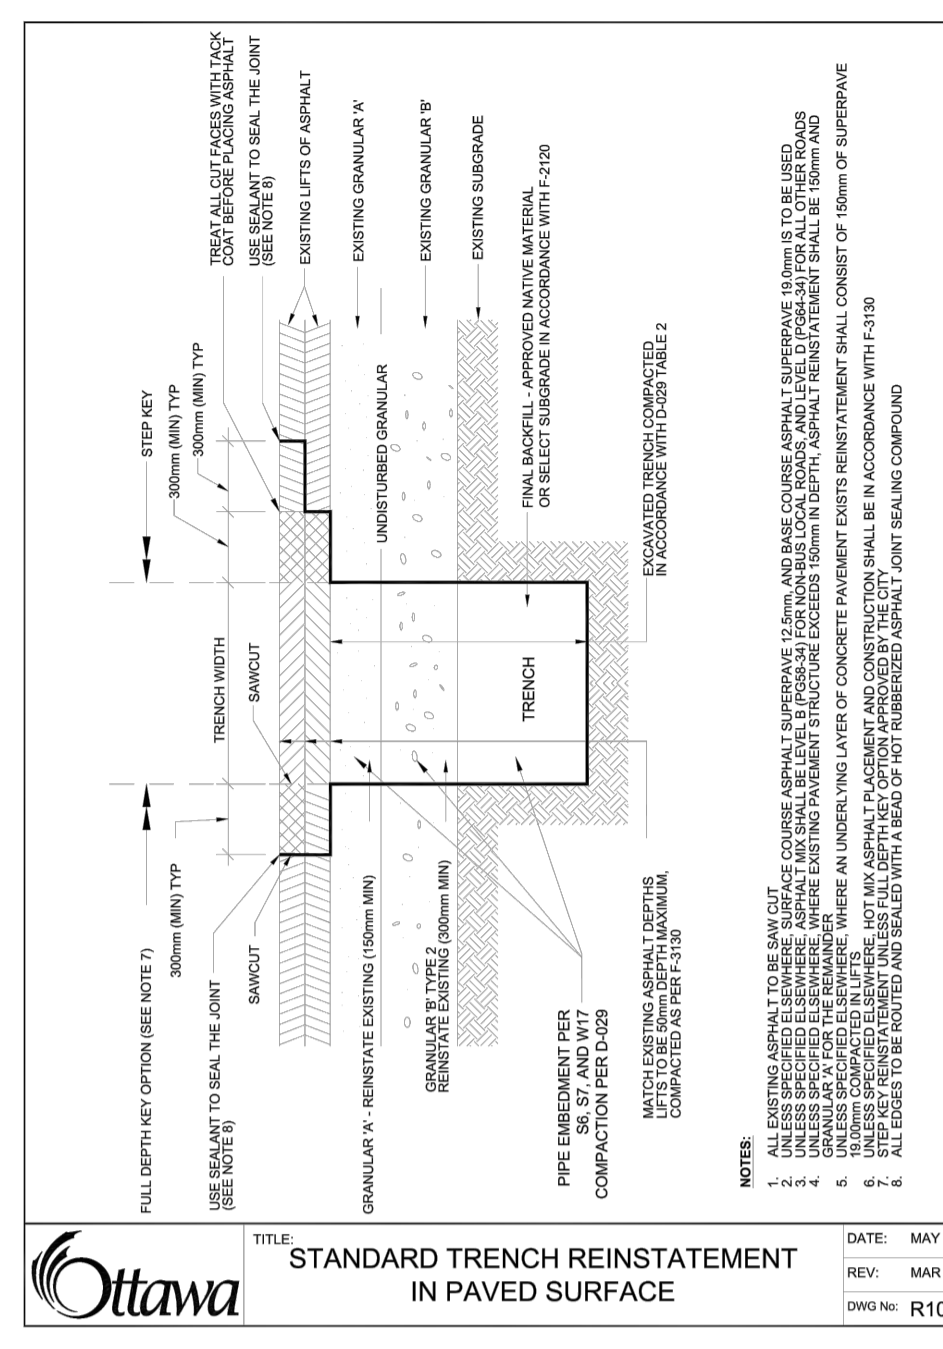 FULL DEPTH KEY OPTION (SEE NOTE 7)
STEP KEY
300mm (MIN) TYP
300mm (MIN) TYP
300mm (MIN) TYP
TRENCH WIDTH
TREAT ALL CUT FACES WITH TACK
COAT BEFORE PLACING ASPHALT
USE SEALANT TO SEAL THE JOINT
(SEE NOTE 8)
USE SEALANT TO SEAL THE JOINT
(SEE NOTE 8)
SAWCUT
SAWCUT
EXISTING LIFTS OF ASPHALT
EXISTING GRANULAR 'A'
UNDISTURBED GRANULAR
EXISTING GRANULAR 'B'
EXISTING SUBGRADE
GRANULAR 'A' - REINSTATE EXISTING (150mm MIN)
GRANULAR 'B' TYPE 2
REINSTATE EXISTING (300mm MIN)
TRENCH
FINAL BACKFILL - APPROVED NATIVE MATERIAL
OR SELECT SUBGRADE IN ACCORDANCE WITH F-2120
PIPE EMBEDMENT PER
S6, S7, AND W17
COMPACTION PER D-029
MATCH EXISTING ASPHALT DEPTHS
LIFTS TO BE 50mm DEPTH MAXIMUM,
COMPACTED AS PER F-3130
EXCAVATED TRENCH COMPACTED
IN ACCORDANCE WITH D-029 TABLE 2
NOTES:
1. ALL EXISTING ASPHALT TO BE SAW CUT
2. UNLESS SPECIFIED ELSEWHERE, SURFACE COURSE ASPHALT SUPERPAVE 12.5mm, AND BASE COURSE ASPHALT SUPERPAVE 19.0mm IS TO BE USED
3. UNLESS SPECIFIED ELSEWHERE, ASPHALT MIX SHALL BE LEVEL B (PG58-34) FOR NON-BUS LOCAL ROADS, AND LEVEL D (PG64-34) FOR ALL OTHER ROADS
4. UNLESS SPECIFIED ELSEWHERE, WHERE EXISTING PAVEMENT STRUCTURE EXCEEDS 150mm IN DEPTH, ASPHALT REINSTATEMENT SHALL BE 150mm AND
GRANULAR 'A' FOR THE REMAINDER
5. UNLESS SPECIFIED ELSEWHERE, WHERE AN UNDERLYING LAYER OF CONCRETE PAVEMENT EXISTS REINSTATEMENT SHALL CONSIST OF 150mm OF SUPERPAVE
19.00mm COMPACTED IN LIFTS
6. UNLESS SPECIFIED ELSEWHERE, HOT MIX ASPHALT PLACEMENT AND CONSTRUCTION SHALL BE IN ACCORDANCE WITH F-3130
7. STEP KEY REINSTATEMENT UNLESS FULL DEPTH KEY OPTION APPROVED BY THE CITY
8. ALL EDGES TO BE ROUTED AND SEALED WITH A BEAD OF HOT RUBBERIZED ASPHALT JOINT SEALING COMPOUND
Ottawa
TITLE:
STANDARD TRENCH REINSTATEMENT
IN PAVED SURFACE
DATE: MAY
REV: MAR
DWG No: R10